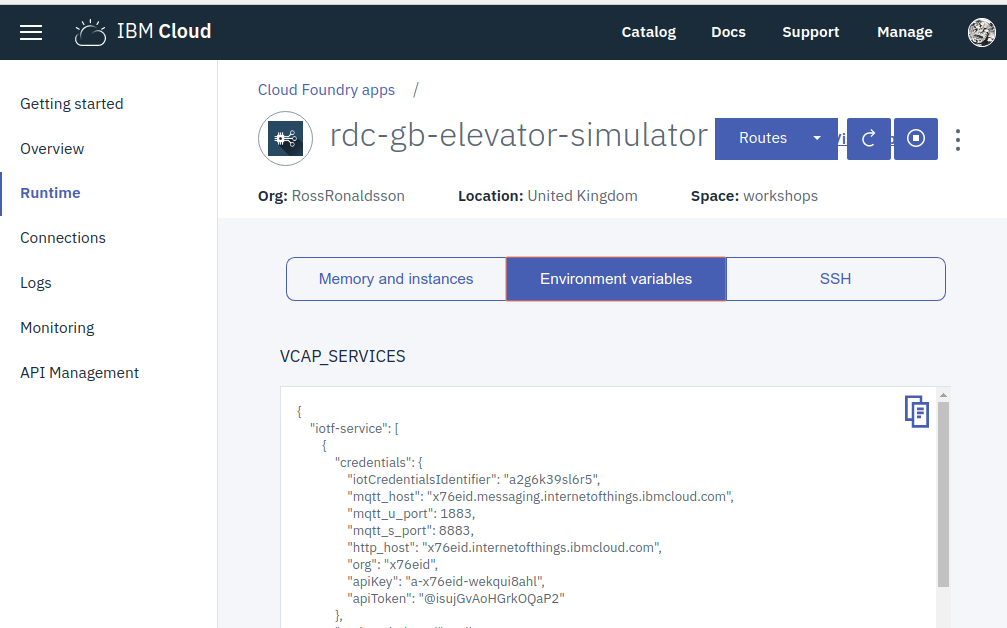 IBM Cloud
Catalog Docs Support Manage
Getting started
Overview
Runtime
Connections
Logs
Monitoring
API Management
Cloud Foundry apps /
rdc-gb-elevator-simulator
Routes
Org: RossRonaldsson Location: United Kingdom Space: workshops
Memory and instances Environment variables SSH
VCAP_SERVICES
{
"iotf-service": [
{
"credentials": {
"iotCredentialsIdentifier": "a2g6k39sl6r5",
"mqtt_host": "x76eid.messaging.internetofthings.ibmcloud.com",
"mqtt_u_port": 1883,
"mqtt_s_port": 8883,
"http_host": "x76eid.internetofthings.ibmcloud.com",
"org": "x76eid",
"apiKey": "a-x76eid-wekqui8ahl",
"apiToken": "@isujGvAoHGrkOQaP2"
},